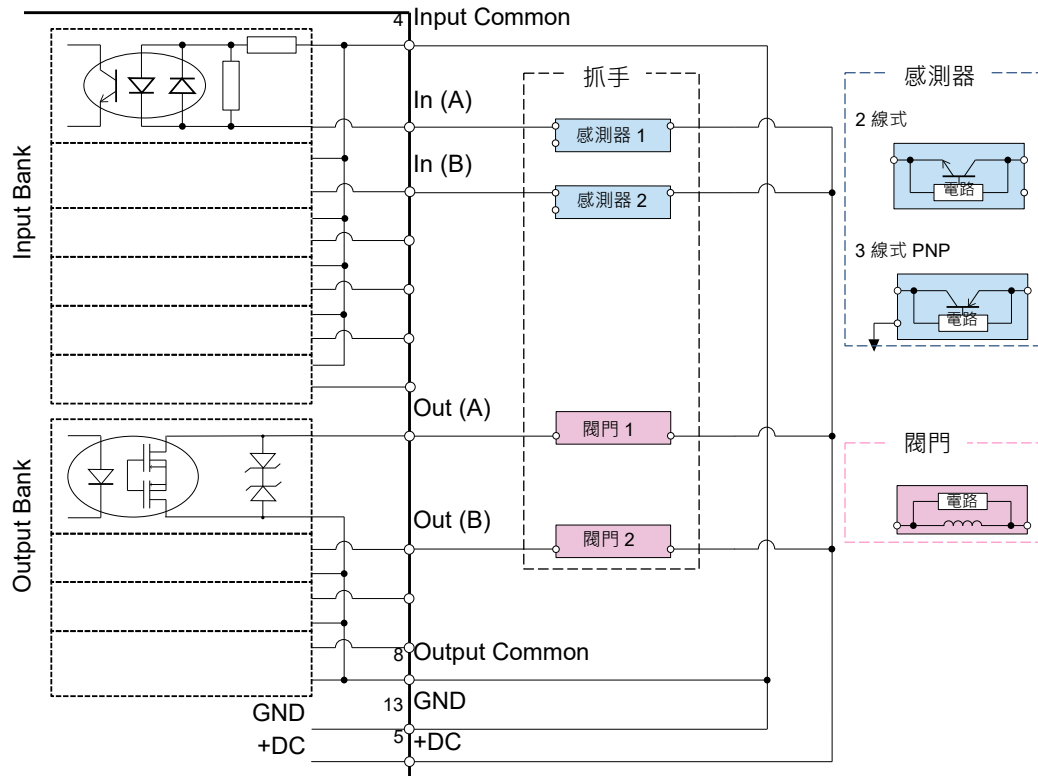 4 Input Common
抓手
感測器
In (A)
感測器 1
2 線式
電路
In (B)
感測器 2
Input Bank
3 線式 PNP
電路
Out (A)
閥門 1
閥門
電路
Out (B)
閥門 2
Output Bank
8 Output Common
13 GND
GND
5 +DC
+DC